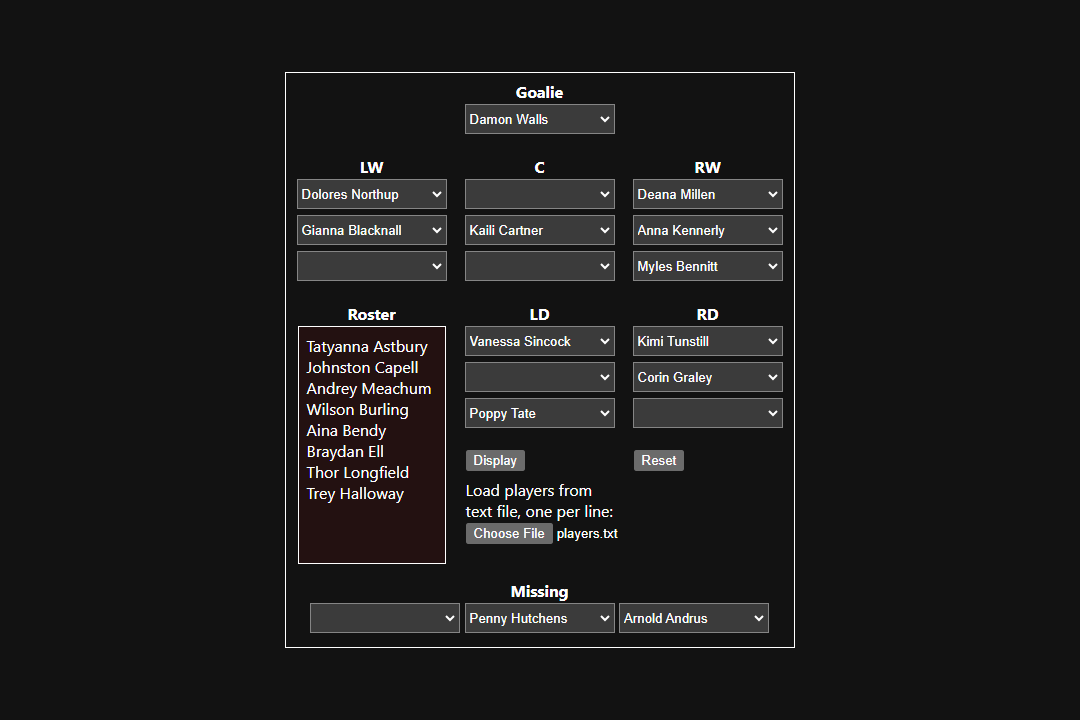 Goalie
Damon Walls
LW C RW
Dolores Northup Deana Millen
Gianna Blacknall Kaili Cartner Anna Kennerly
Myles Bennitt
Roster LD RD
Vanessa Sincock Kimi Tunstill
Tatyanna Astbury
Johnston Capell
Corin Graley
Andrey Meachum
Wilson Burling Poppy Tate
Aina Bendy
Braydan Ell
Display Reset
Thor Longfield
Trey Halloway
Load players from
text file, one per line:
Choose File players.txt
Missing
Penny Hutchens Arnold Andrus